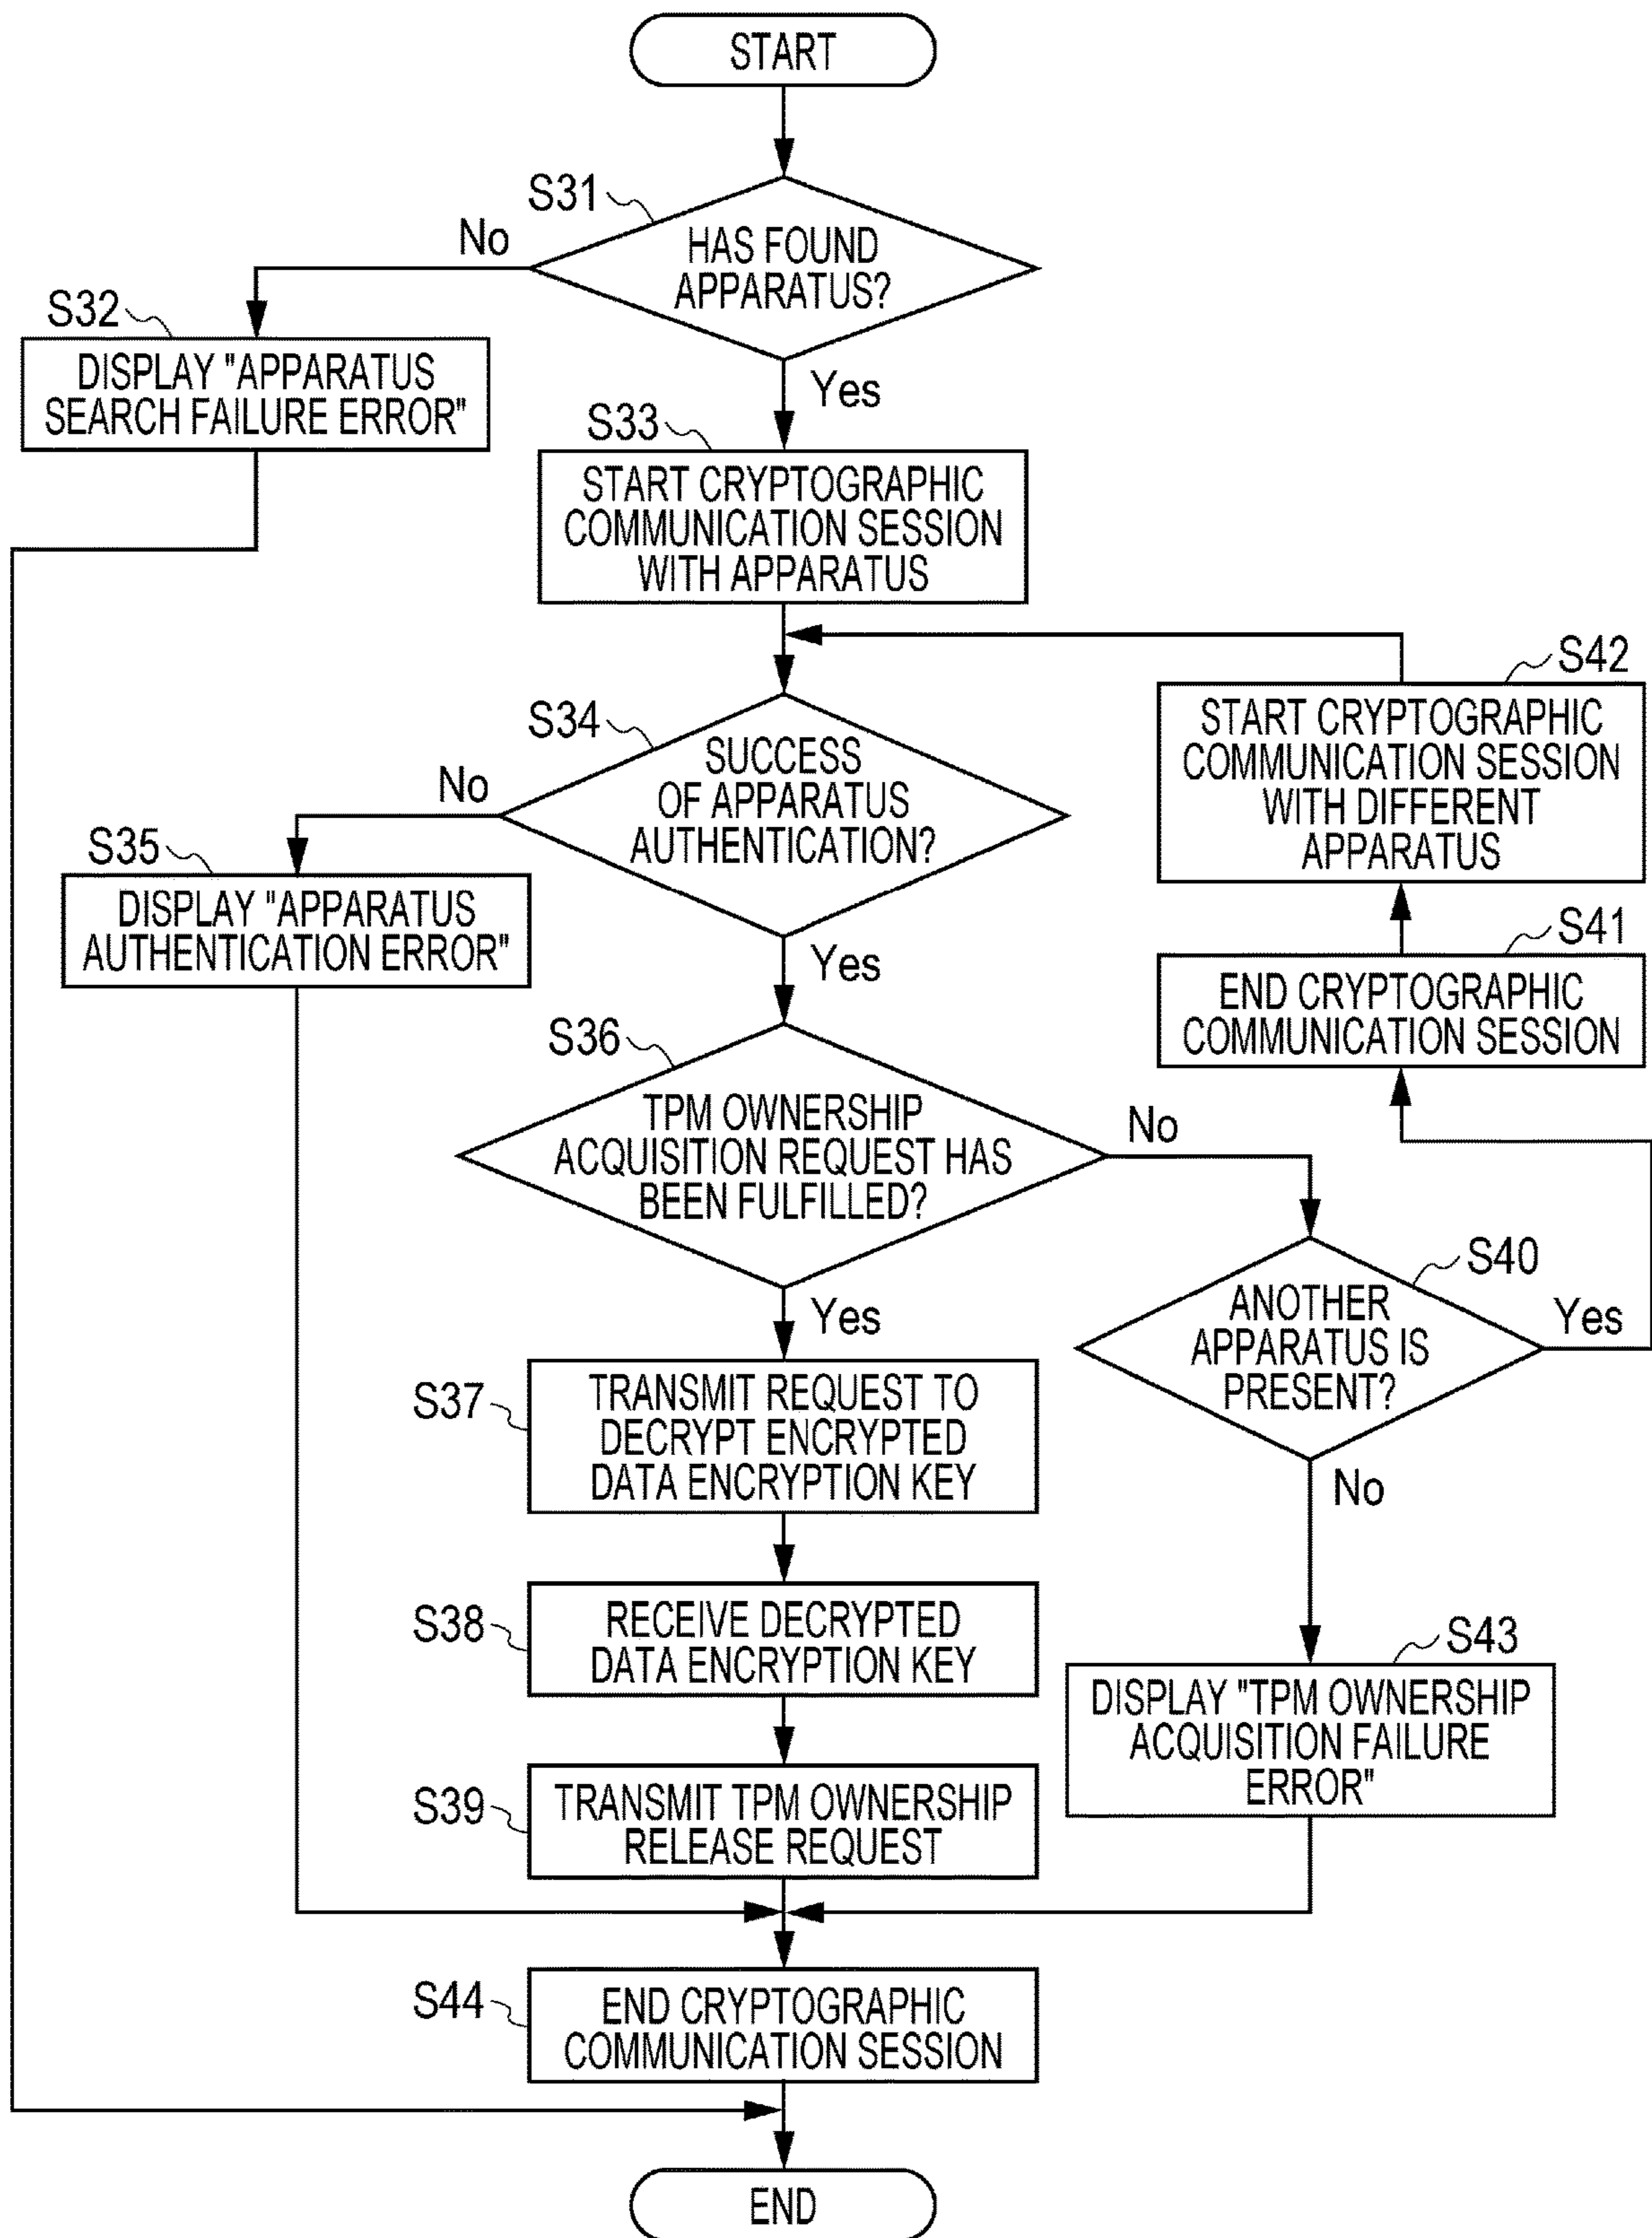 START
S31
No
HAS FOUND
APPARATUS?
S32
DISPLAY "APPARATUS
SEARCH FAILURE ERROR"
Yes
S33
START CRYPTOGRAPHIC
COMMUNICATION SESSION
WITH APPARATUS
S42
START CRYPTOGRAPHIC
COMMUNICATION SESSION
WITH DIFFERENT
APPARATUS
S34
No
SUCCESS
OF APPARATUS
AUTHENTICATION?
S35
DISPLAY "APPARATUS
AUTHENTICATION ERROR"
Yes
S41
END CRYPTOGRAPHIC
COMMUNICATION SESSION
S36
TPM OWNERSHIP
ACQUISITION REQUEST HAS
BEEN FULFILLED?
No
Yes
S40
ANOTHER
APPARATUS IS
PRESENT?
Yes
No
S37
TRANSMIT REQUEST TO
DECRYPT ENCRYPTED
DATA ENCRYPTION KEY
S38
RECEIVE DECRYPTED
DATA ENCRYPTION KEY
S43
DISPLAY "TPM OWNERSHIP
ACQUISITION FAILURE
ERROR"
S39
TRANSMIT TPM OWNERSHIP
RELEASE REQUEST
S44
END CRYPTOGRAPHIC
COMMUNICATION SESSION
END